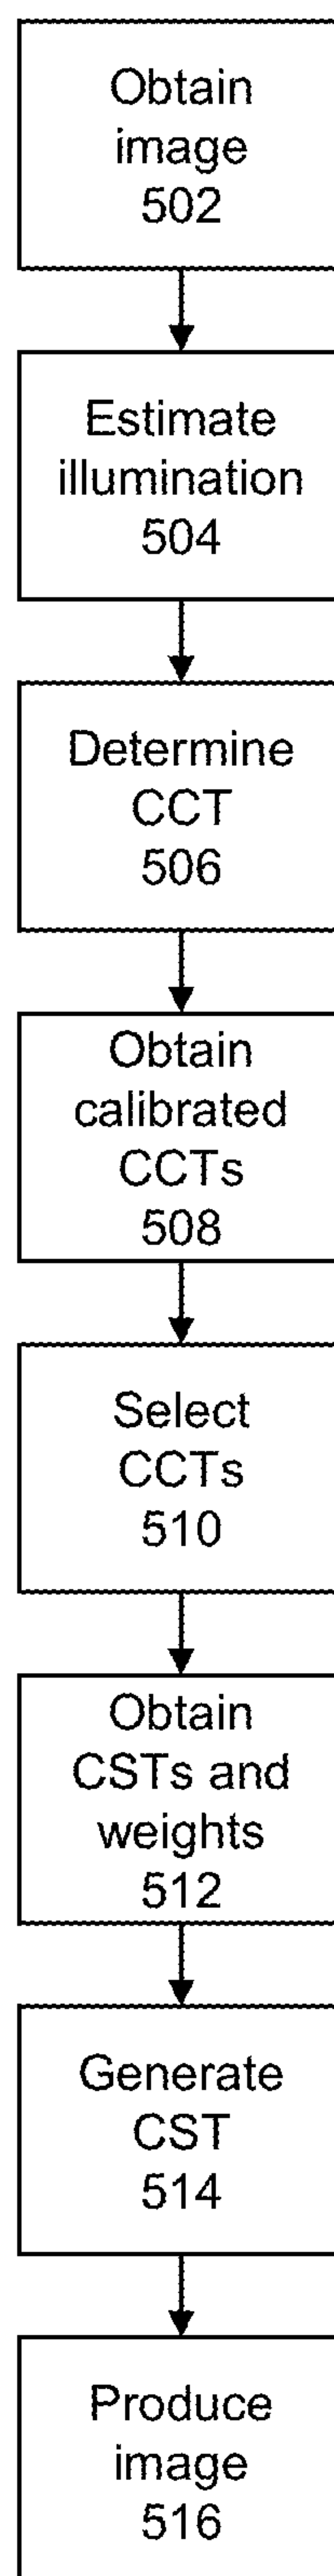 Obtain
image
502
Estimate
illumination
504
Determine
CCT
506
Obtain
calibrated
CCTs
508
Select
CCTs
510
Obtain
CSTs and
weights
512
Generate
CST
514
Produce
image
516